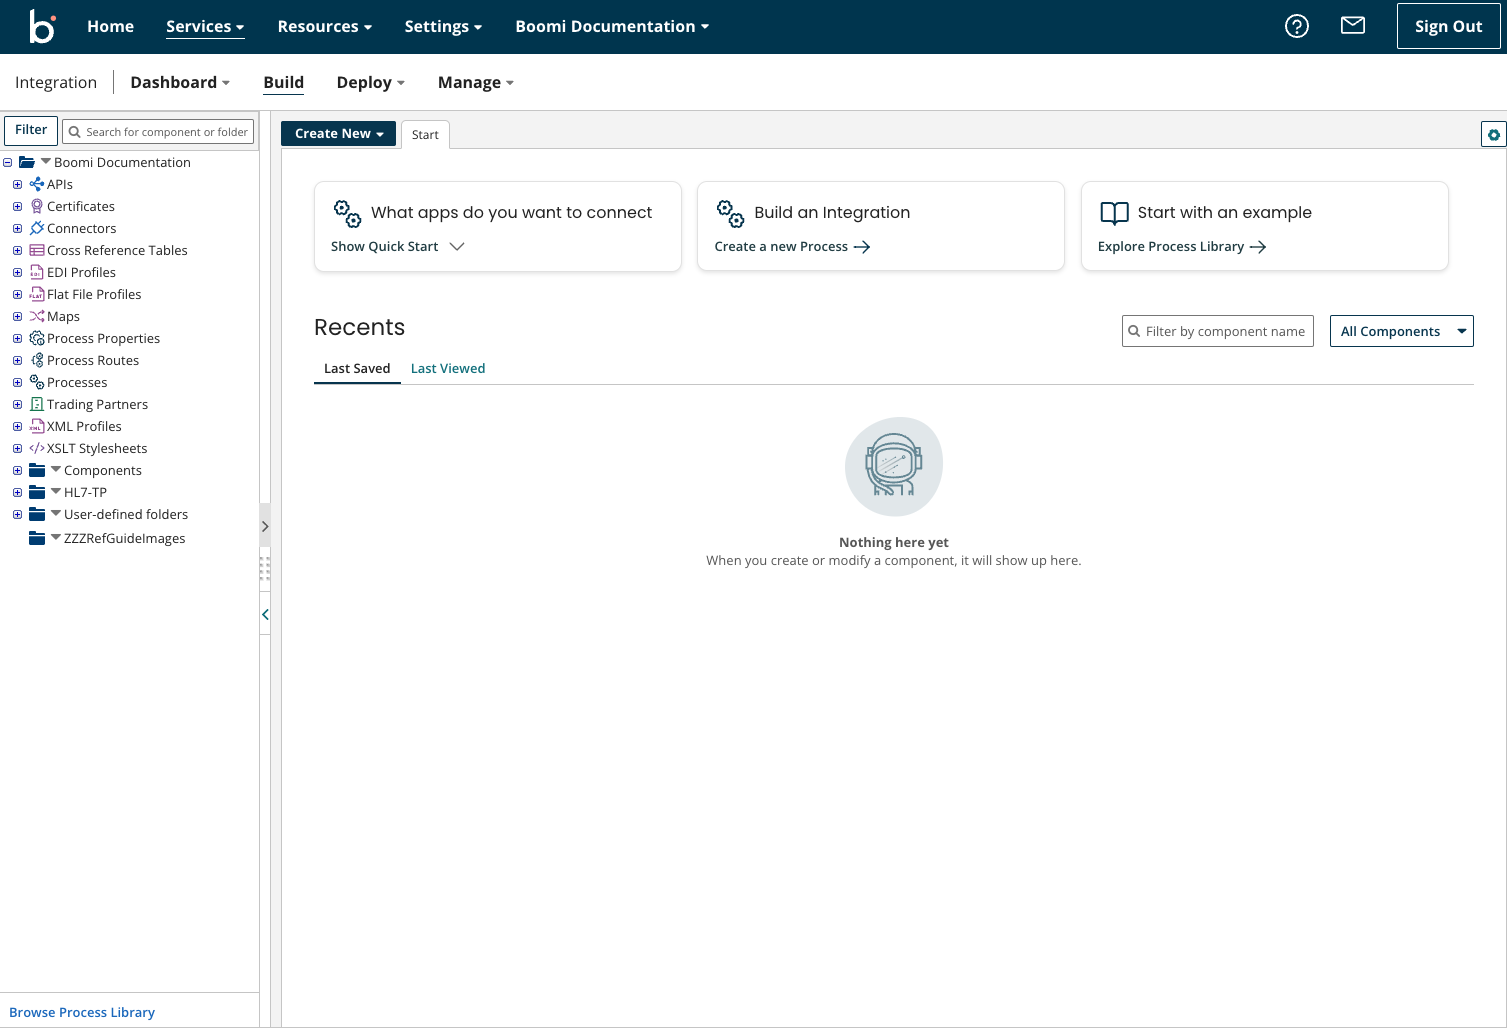 b
Home
Services
Resources
Settings
Boomi Documentation
Sign Out
Integration
Dashboard
Build
Deploy
Manage
Filter
Search for component or folder
Create New
Start
Boomi Documentation
APIs
Certificates
Connectors
Cross Reference Tables
EDI Profiles
Flat File Profiles
Maps
Process Properties
Process Routes
Processes
Trading Partners
XML Profiles
XSLT Stylesheets
Components
HL7-TP
User-defined folders
ZZZRefGuideImages
Browse Process Library
What apps do you want to connect
Show Quick Start
Build an Integration
Create a new Process
Start with an example
Explore Process Library
Recents
Filter by component name
All Components
Last Saved
Last Viewed
Nothing here yet
When you create or modify a component, it will show up here.